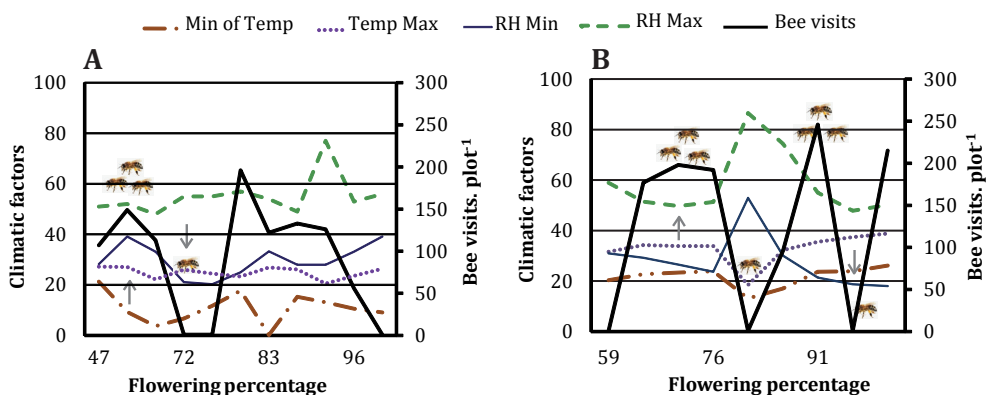 Min of Temp Temp Max RH Min RH Max Bee visits
A
Climatic factors
100
80
60
40
20
0
300
250
200
150
100
50
0
Bee visits. plot-1
47 72 83 96
Flowering percentage
B
Climatic factors
100
80
60
40
20
0
300
250
200
150
100
50
0
Bee visits. plot-1
59 76 91
Flowering percentage